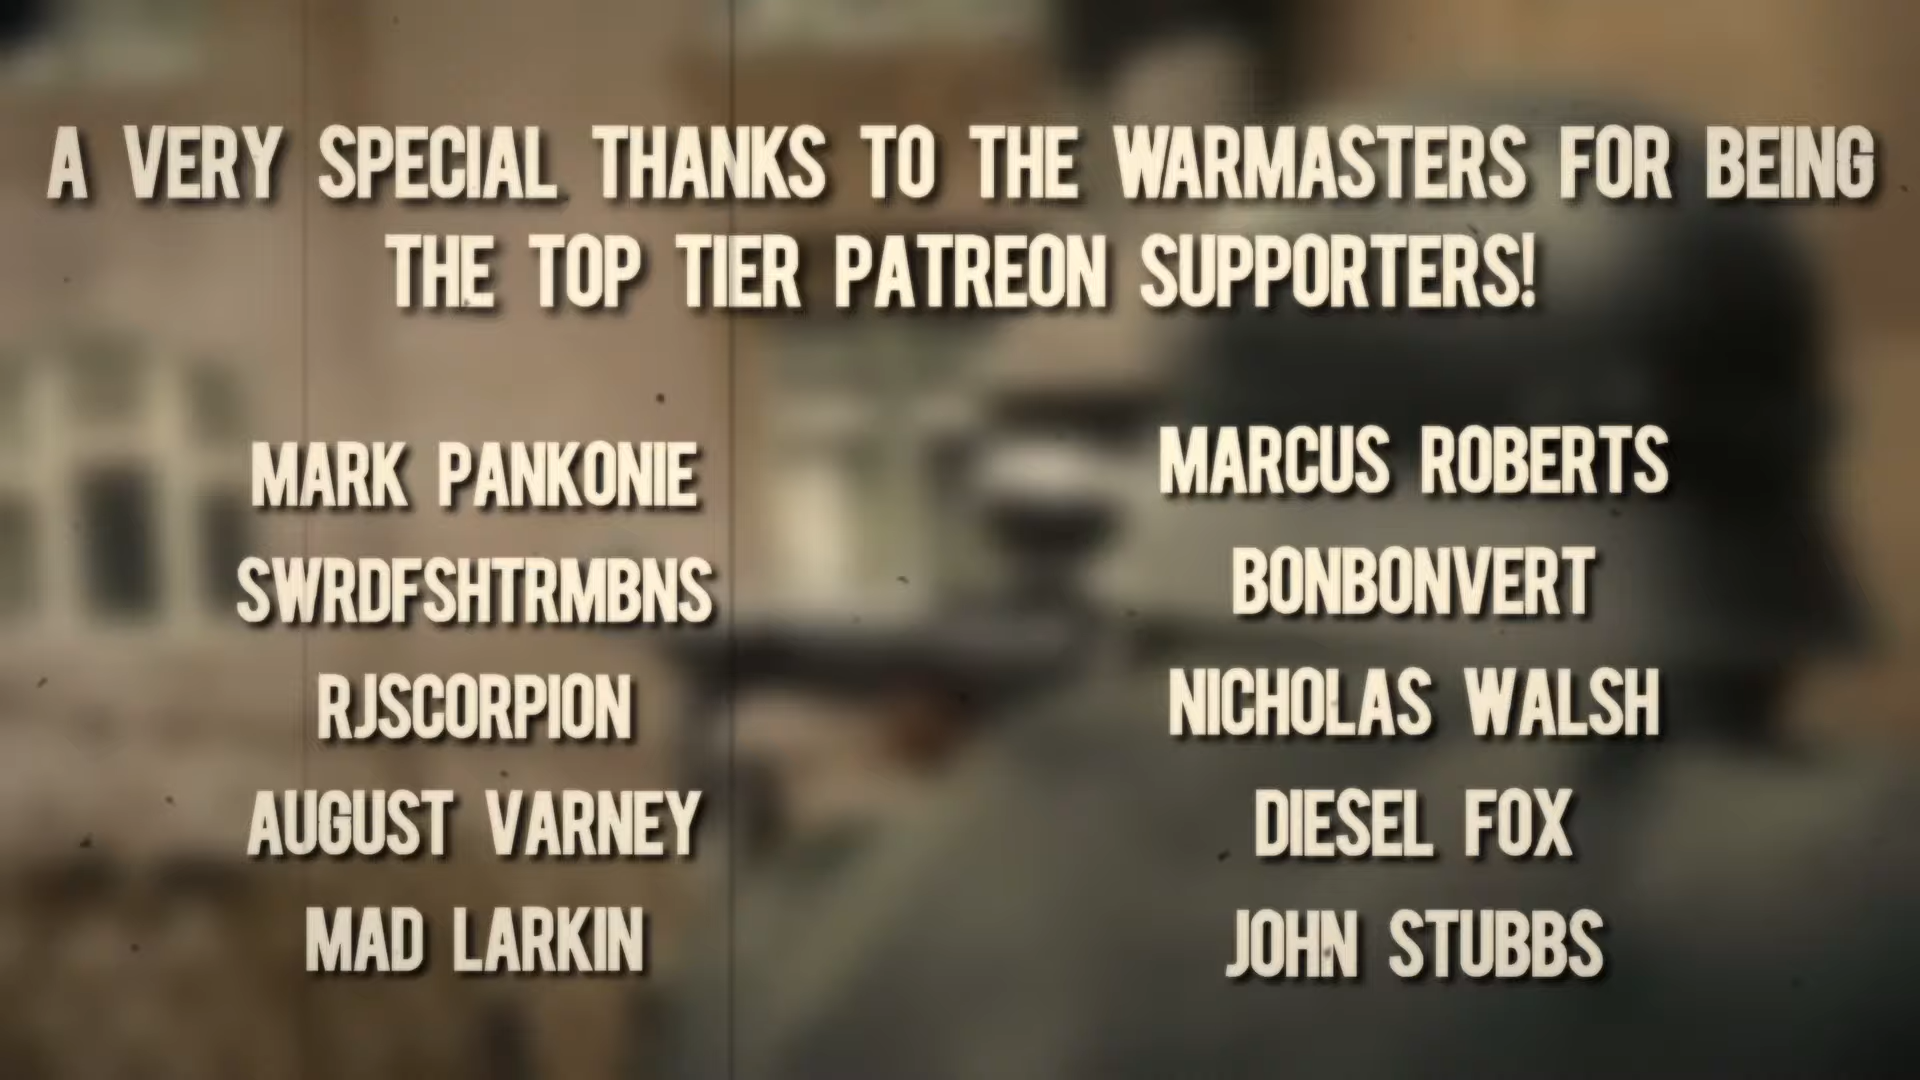 A VERY SPECIAL THANKS TO THE WARMASTERS FOR BEING
THE TOP TIER PATREON SUPPORTERS!
MARK PANKONIE
SWRDFSHTRMBNS
RJSCORPION
AUGUST VARNEY
MAD LARKIN
MARCUS ROBERTS
BONBONVERT
NICHOLAS WALSH
DIESEL FOX
JOHN STUBBS